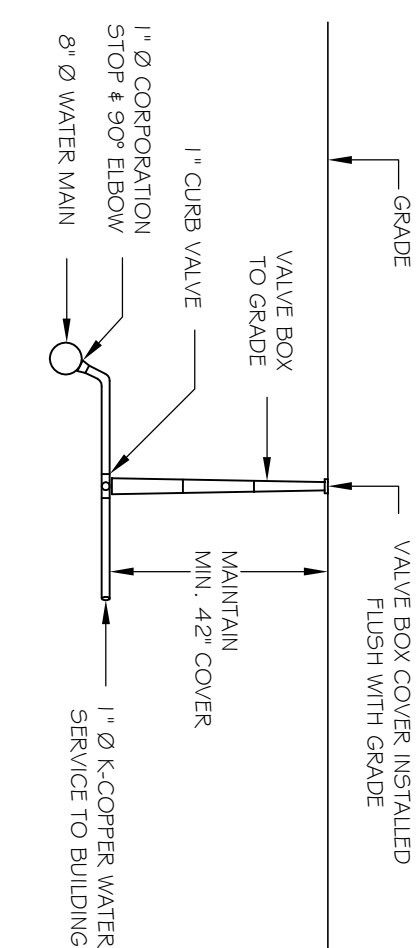 GRADE
VALVE BOX COVER INSTALLED
FLUSH WITH GRADE
VALVE BOX
TO GRADE
MAINTAIN
MIN. 42" COVER
1" CURB VALVE
1" Ø CORPORATION
STOP & 90° ELBOW
8" Ø WATER MAIN
1" Ø K-COPPER WATER
SERVICE TO BUILDING